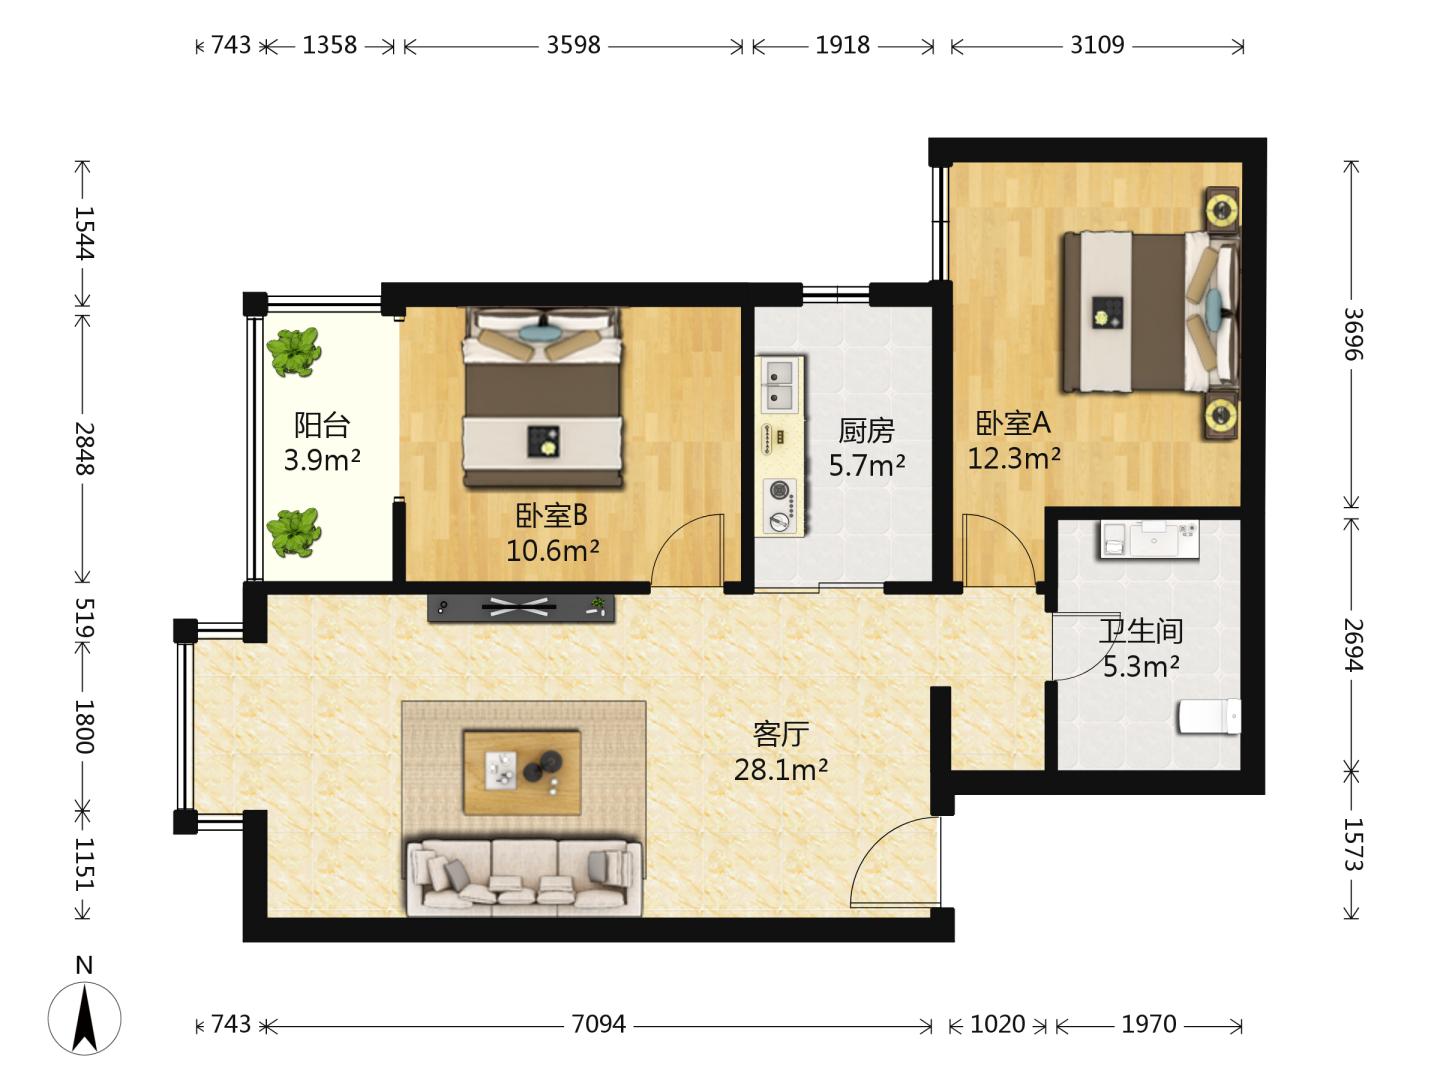 743 1358 3598 1918 3109
1544
2848
519
1800
1151
3696
2694
1573
阳台
3.9m²
卧室B
10.6m²
厨房
5.7m²
卧室A
12.3m²
卫生间
5.3m²
客厅
28.1m²
N
743 7094 1020 1970